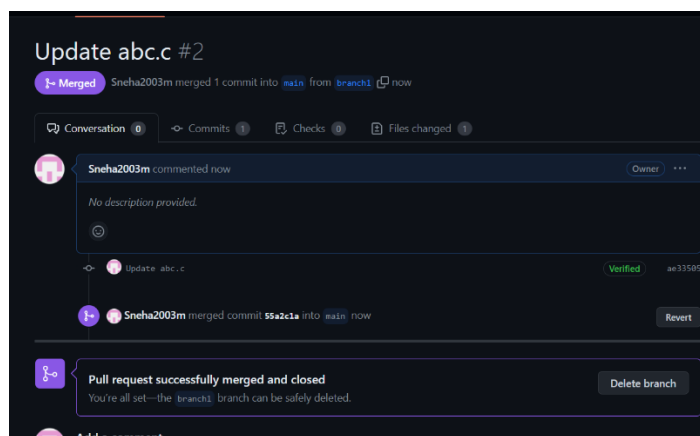 Update abc.c #2
Merged Sneha2003m merged 1 commit into main from branch1 now
Conversation 0 Commits 1 Checks 0 Files changed 1
Sneha2003m commented now Owner
No description provided.
Update abc.c Verified ae33505
Sneha2003m merged commit 55a2c1a into main now Revert
Pull request successfully merged and closed
You're all set—the branch1 branch can be safely deleted. Delete branch
Add a comment